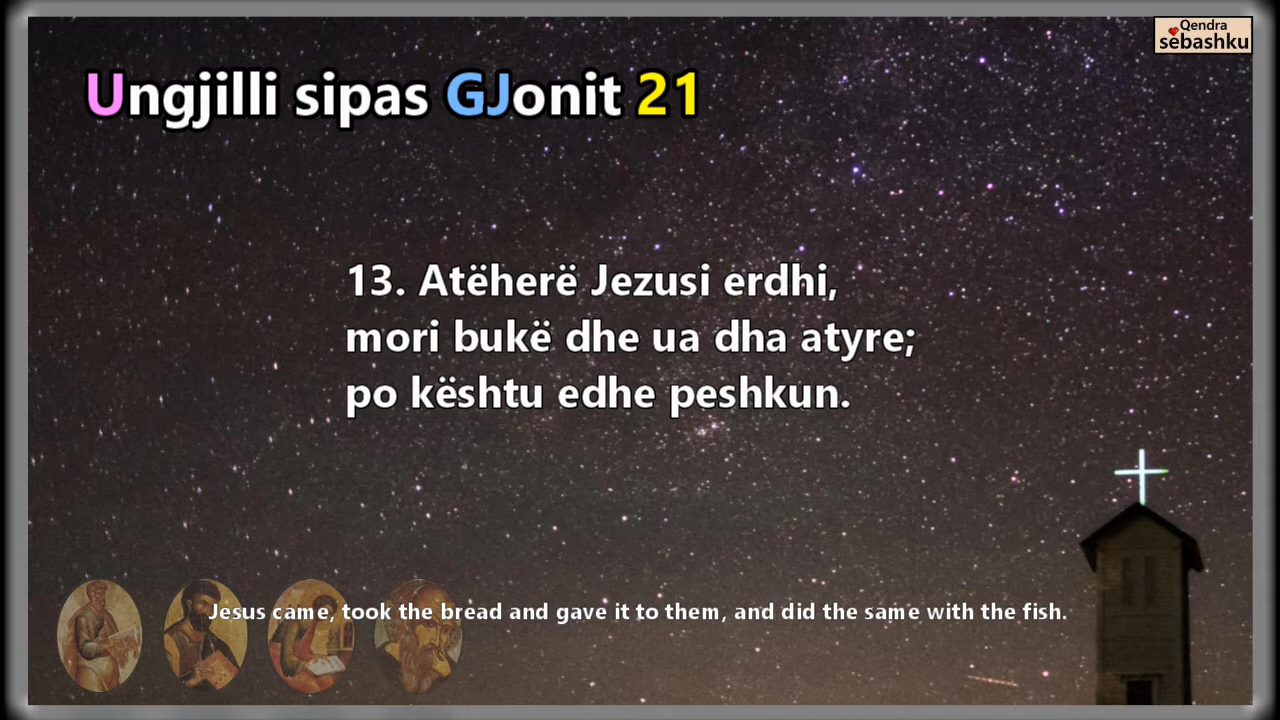 Qendra
sëbashku
Ungjilli sipas GJonit 21
13. Atëherë Jezusi erdhi,
mori bukë dhe ua dha atyre;
po kështu edhe peshkun.
Jesus came, took the bread and gave it to them, and did the same with the fish.